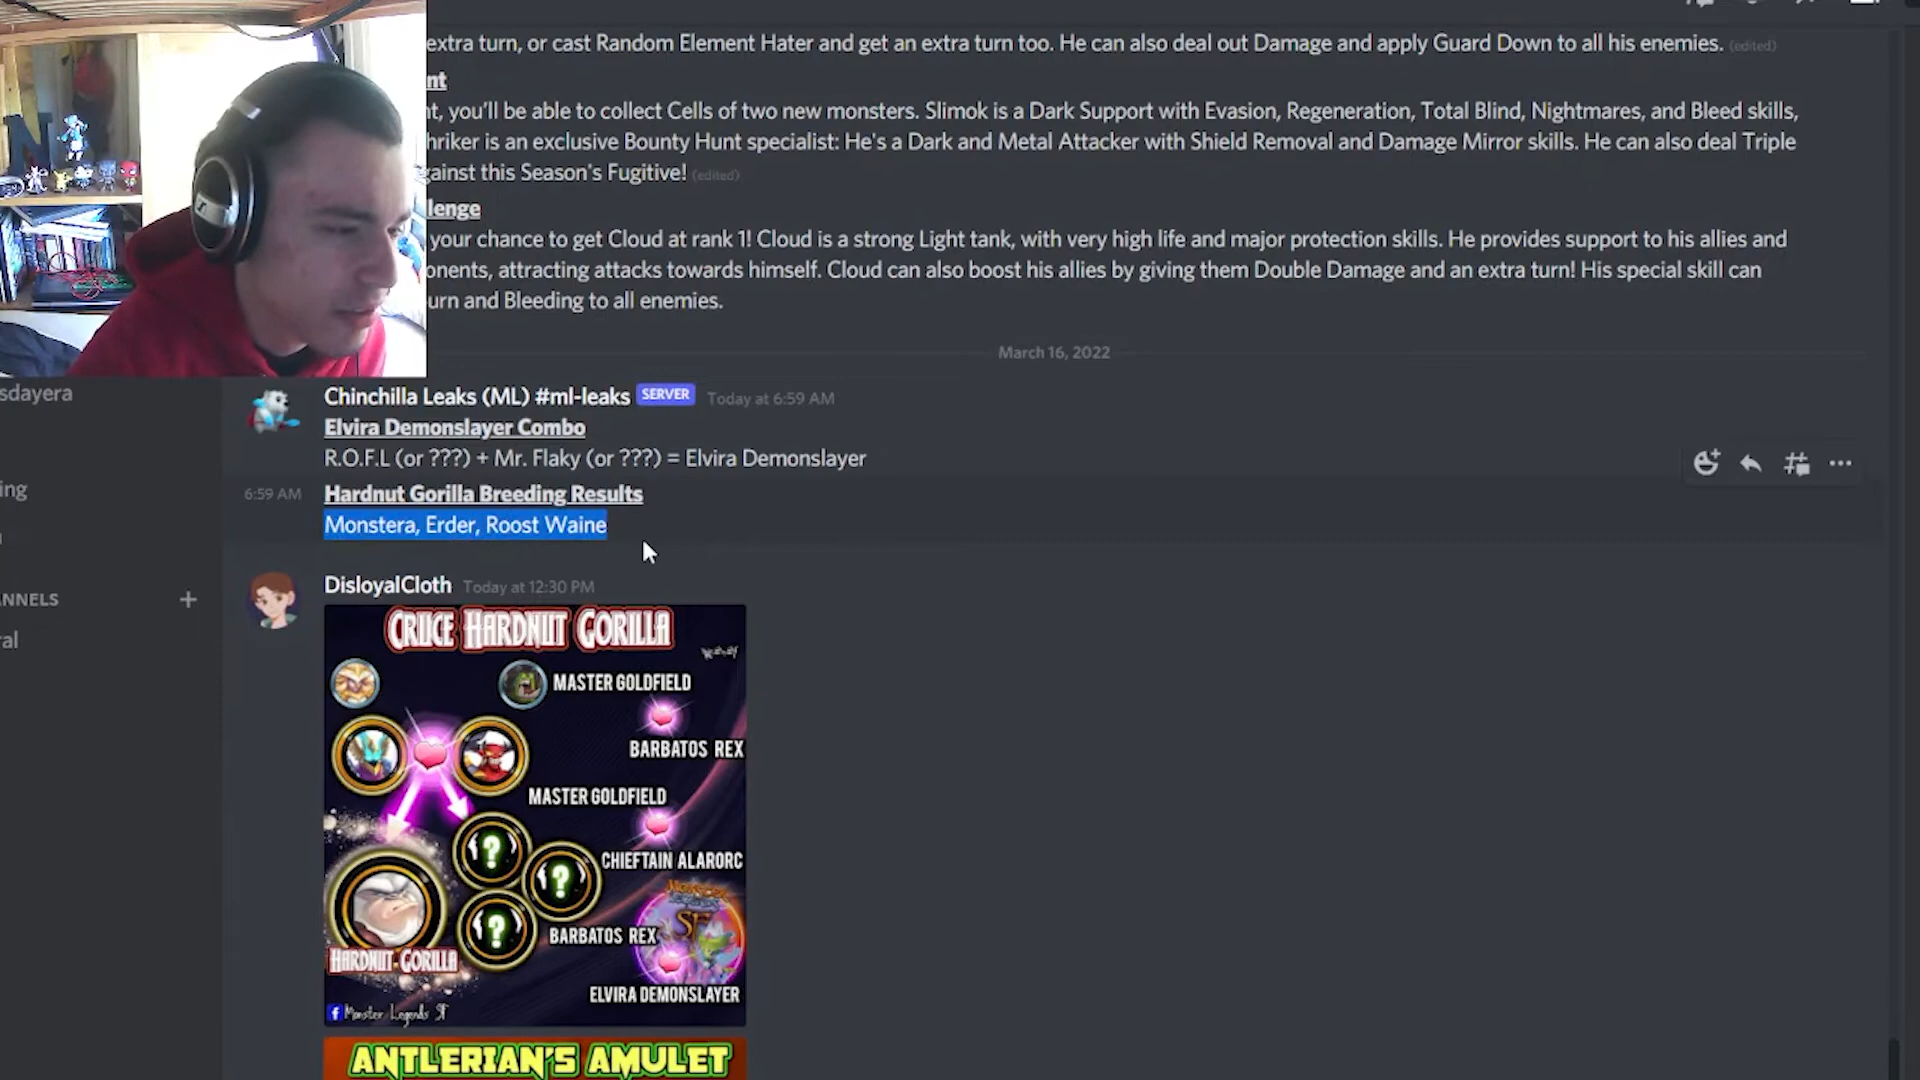 extra turn, or cast Random Element Hater and get an extra turn too. He can also deal out Damage and apply Guard Down to all his enemies. (edited)
nt
nt, you'll be able to collect Cells of two new monsters. Slimok is a Dark Support with Evasion, Regeneration, Total Blind, Nightmares, and Bleed skills,
hriker is an exclusive Bounty Hunt specialist: He's a Dark and Metal Attacker with Shield Removal and Damage Mirror skills. He can also deal Triple
gainst this Season's Fugitive! (edited)
lenge
your chance to get Cloud at rank 1! Cloud is a strong Light tank, with very high life and major protection skills. He provides support to his allies and
onents, attracting attacks towards himself. Cloud can also boost his allies by giving them Double Damage and an extra turn! His special skill can
urn and Bleeding to all enemies.
March 16, 2022
sdayera
Chinchilla Leaks (ML) #ml-leaks SERVER Today at 6:59 AM
Elvira Demonslayer Combo
R.O.F.L (or ???) + Mr. Flaky (or ???) = Elvira Demonslayer
ing
6:59 AM Hardnut Gorilla Breeding Results
Monstera, Erder, Roost Waine
NNELS +
al
DisloyalCloth Today at 12:30 PM
CRUCE HARDNUT GORILLA
MASTER GOLDFIELD
BARBATOS REX
MASTER GOLDFIELD
CHIEFTAIN ALARORC
? ? ?
BARBATOS REX
HARDNUT-GORILLA
ELVIRA DEMONSLAYER
f Monster Legends SF
ANTLERIAN'S AMULET